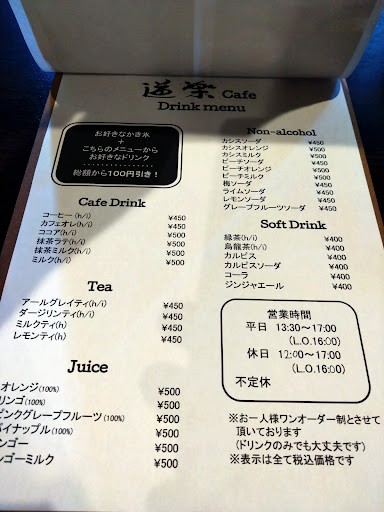 道楽 Cafe
Drink menu
お好きなかき氷
+
こちらのメニューから
お好きなドリンク
総額から100円引き！
Cafe Drink
コーヒー (h/i) ¥450
カフェオレ(h/i) ¥450
ココア(h/i) ¥500
抹茶ラテ(h/i) ¥500
抹茶ミルク(h/i) ¥500
ミルク(h/i) ¥500
Tea
アールグレイティ(h/i) ¥450
ダージリンティ(h/i) ¥450
ミルクティ(h) ¥450
レモンティ(h) ¥450
Juice
オレンジ(100%) ¥500
リンゴ(100%) ¥500
ピンクグレープフルーツ(100%) ¥500
パイナップル(100%) ¥500
ンゴー ¥500
ンゴーミルク ¥500
Non-alcohol
カシスソーダ ¥450
カシスオレンジ ¥500
カシスミルク ¥500
ピーチソーダ ¥450
ピーチオレンジ ¥500
ピーチミルク ¥500
梅ソーダ ¥450
ライムソーダ ¥450
レモンソーダ ¥450
グレープフルーツソーダ ¥450
Soft Drink
緑茶(h/i) ¥400
烏龍茶(h/i) ¥400
カルピス ¥400
カルピスソーダ ¥400
コーラ ¥400
ジンジャエール ¥400
営業時間
平日 13:30〜17:00
(L.O.16:00)
休日 12:00〜17:00
(L.O.16:00)
不定休
※お一人様ワンオーダー制とさせて
頂いております
(ドリンクのみでも大丈夫です)
※表示は全て税込価格です